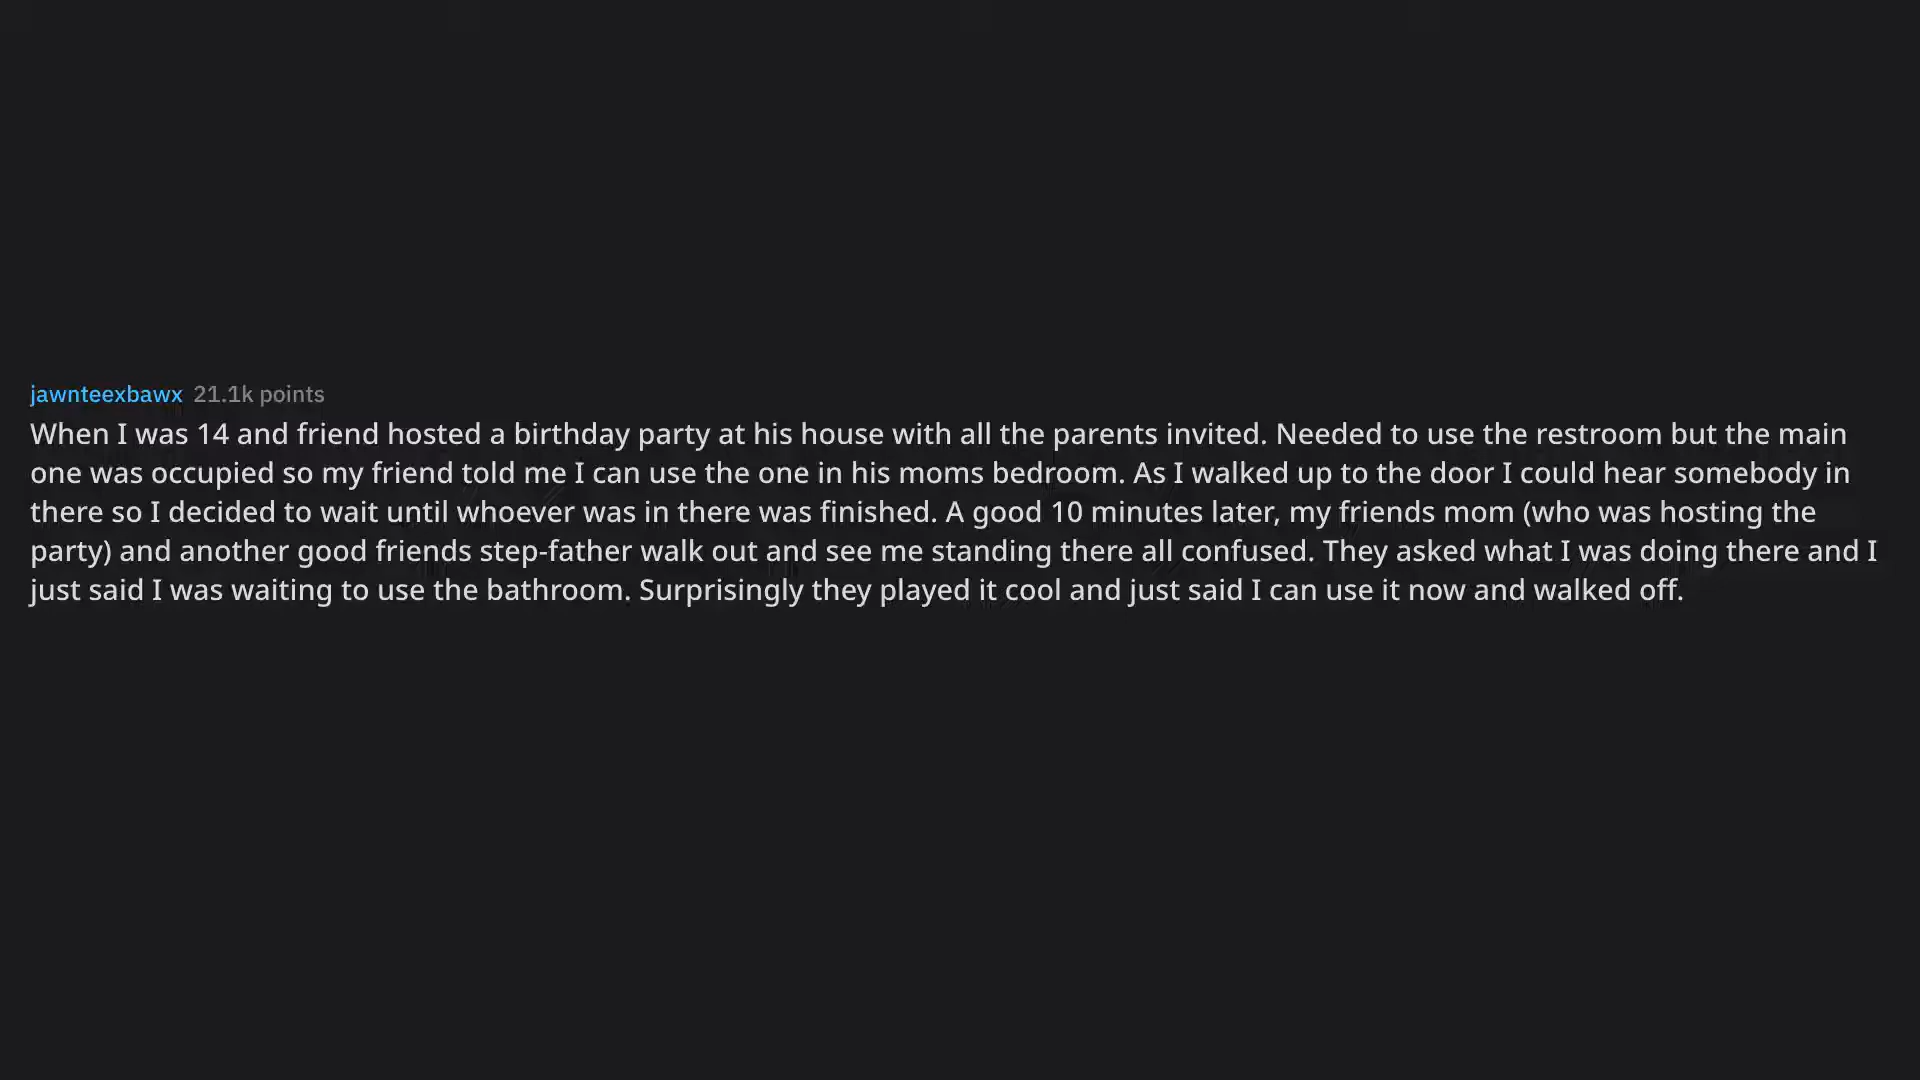 jawnteexbawx 21.1k points
When I was 14 and friend hosted a birthday party at his house with all the parents invited. Needed to use the restroom but the main
one was occupied so my friend told me I can use the one in his moms bedroom. As I walked up to the door I could hear somebody in
there so I decided to wait until whoever was in there was finished. A good 10 minutes later, my friends mom (who was hosting the
party) and another good friends step-father walk out and see me standing there all confused. They asked what I was doing there and I
just said I was waiting to use the bathroom. Surprisingly they played it cool and just said I can use it now and walked off.